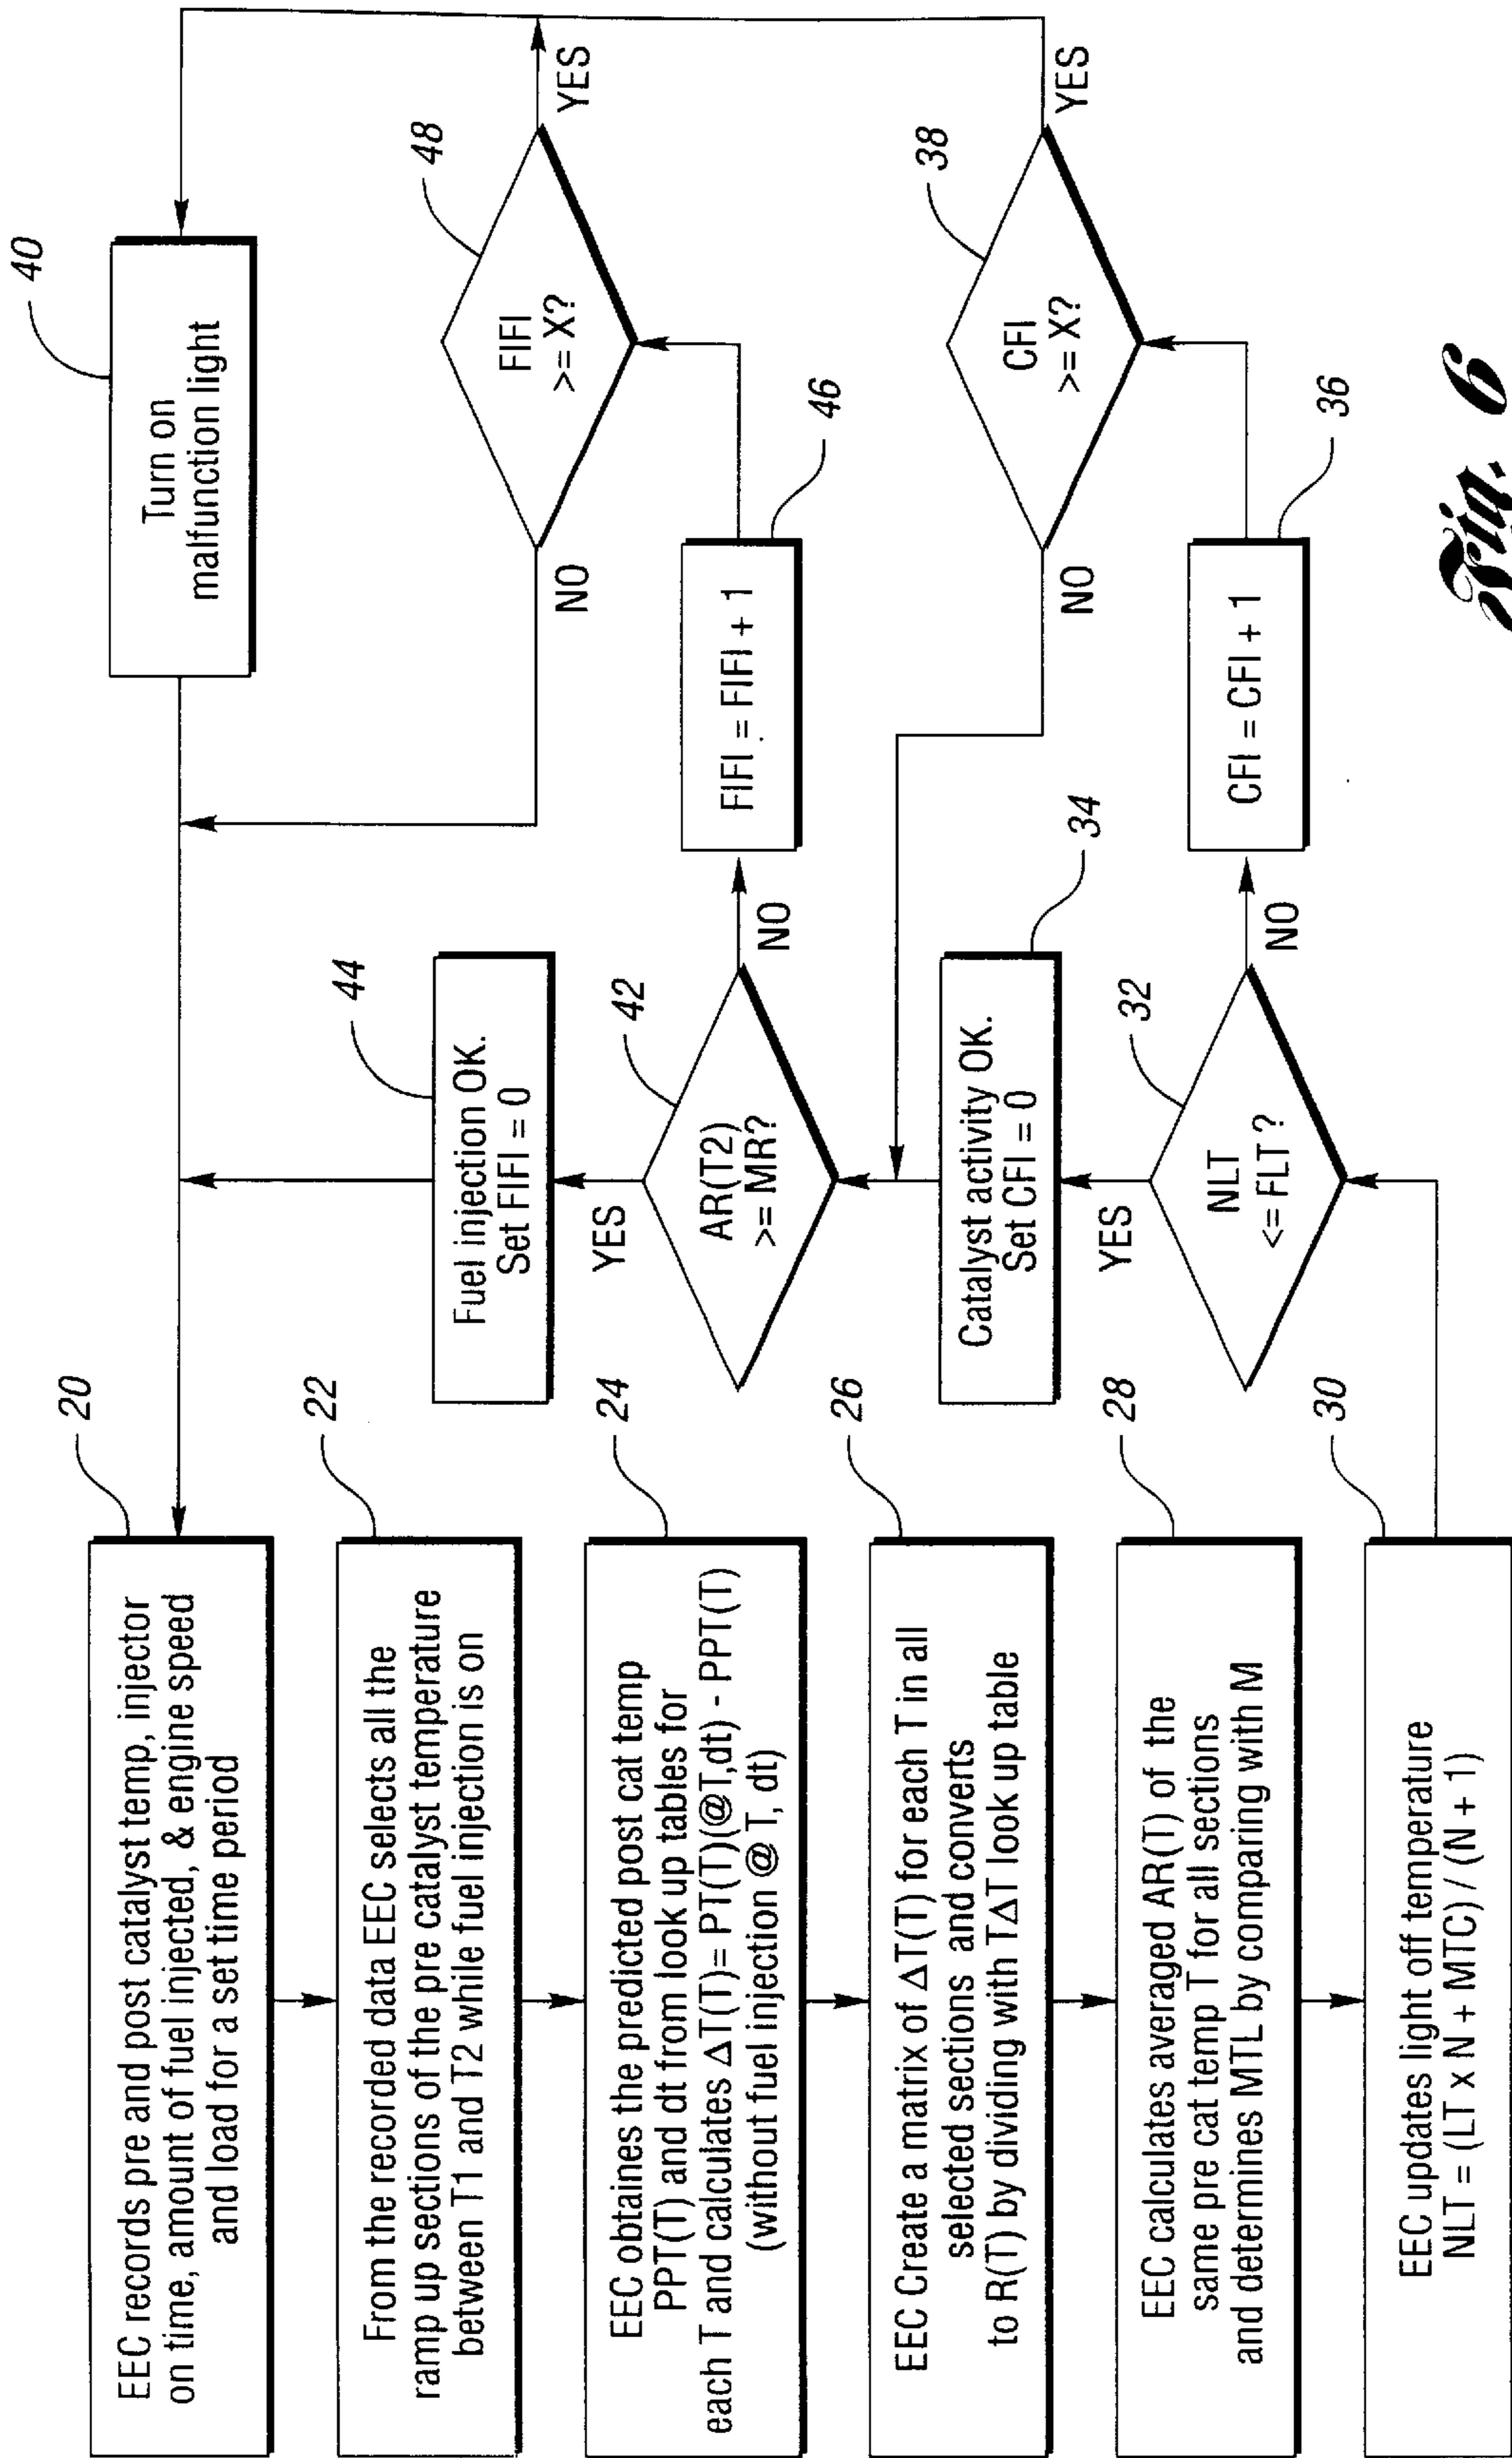 20
EEC records pre and post catalyst temp, injector
on time, amount of fuel injected, & engine speed
and load for a set time period
22
From the recorded data EEC selects all the
ramp up sections of the pre catalyst temperature
between T1 and T2 while fuel injection is on
24
EEC obtaines the predicted post cat temp
PPT(T) and dt from look up tables for
each T and calculates ΔT(T)= PT(T)(@T,dt) - PPT(T)
(without fuel injection @ T, dt)
26
EEC Create a matrix of ΔT(T) for each T in all
selected sections and converts
to R(T) by dividing with TΔT look up table
28
EEC calculates averaged AR(T) of the
same pre cat temp T for all sections
and determines MTL by comparing with M
30
EEC updates light off temperature
NLT = (LT x N + MTC) / (N + 1)
32
NLT
<= FLT ?
YES
NO
34
Catalyst activity OK.
Set CFI = 0
36
CFI = CFI + 1
38
CFI
>= X?
NO
YES
40
Turn on
malfunction light
42
AR(T2)
>= MR?
YES
NO
44
Fuel injection OK.
Set FIFI = 0
46
FIFI = FIFI + 1
48
FIFI
>= X?
NO
YES
Fig. 6